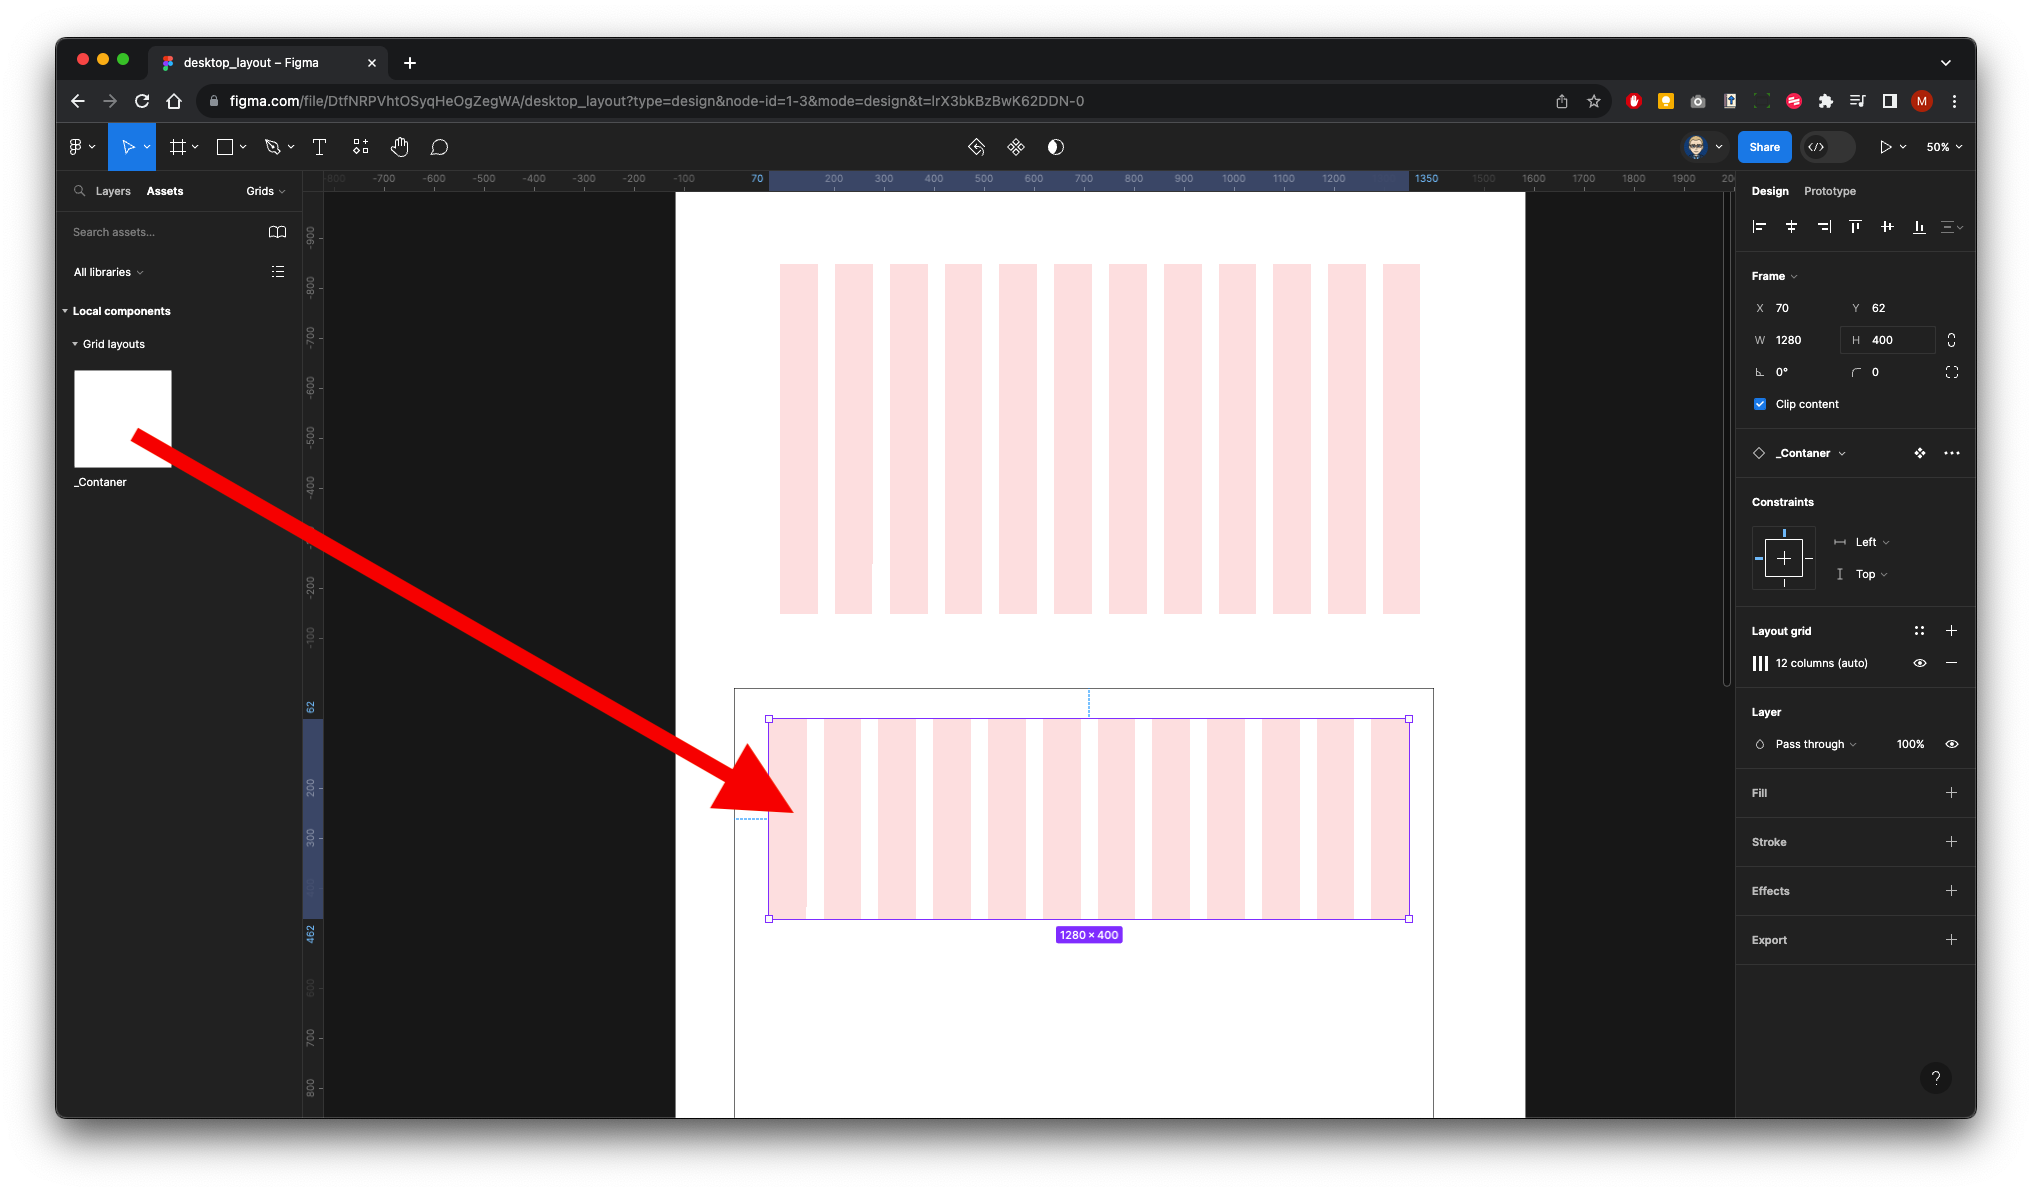 desktop_layout – Figma
figma.com/file/DtfNRPVhtOSyqHeOgZegWA/desktop_layout?type=design&node-id=1-3&mode=design&t=lrX3bkBzBwK62DDN-0
M
Share
50%
Layers
Assets
Grids
-800 -700 -600 -500 -400 -300 -200 -100 70 200 300 400 500 600 700 800 900 1000 1100 1200 1350 1500 1600 1700 1800 1900
Design
Prototype
Search assets...
All libraries
Local components
Grid layouts
_Contaner
-900
-800
-700
-600
-500
-400
-200
-100
62
200
300
462
600
700
800
1280 × 400
Frame
X 70
Y 62
W 1280
H 400
0°
0
Clip content
_Contaner
Constraints
Left
Top
Layout grid
12 columns (auto)
Layer
Pass through
100%
Fill
Stroke
Effects
Export
?